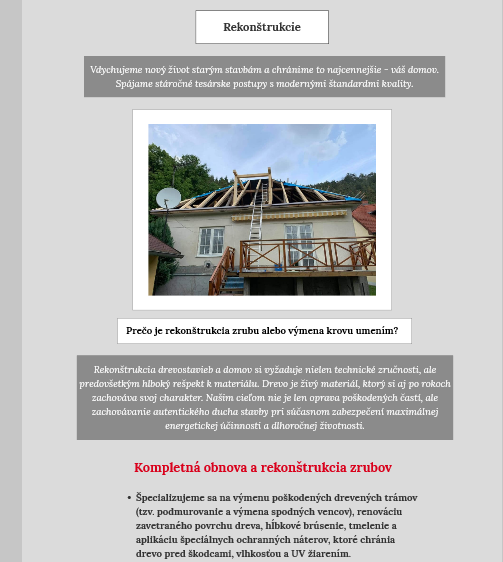 Rekonštrukcie
Vdychujeme nový život starým stavbám a chránime to najcennejšie - váš domov.
Spájame stáročné tesárske postupy s modernými štandardmi kvality.
Prečo je rekonštrukcia zrubu alebo výmena krovu umením?
Rekonštrukcia drevostavieb a domov si vyžaduje nielen technické zručnosti, ale
predovšetkým hlboký rešpekt k materiálu. Drevo je živý materiál, ktorý si aj po rokoch
zachováva svoj charakter. Našim cieľom nie je len oprava poškodených častí, ale
zachovávanie autentického ducha stavby pri súčasnom zabezpečení maximálnej
energetickej účinnosti a dlhoročnej životnosti.
Kompletná obnova a rekonštrukcia zrubov
• Špecializujeme sa na výmenu poškodených drevených trámov
(tzv. podmurovanie a výmena spodných vencov), renováciu
zavetraného povrchu dreva, hĺbkové brúsenie, tmelenie a
aplikáciu špeciálnych ochranných náterov, ktoré chránia
drevo pred škodcami, vlhkosťou a UV žiarením.